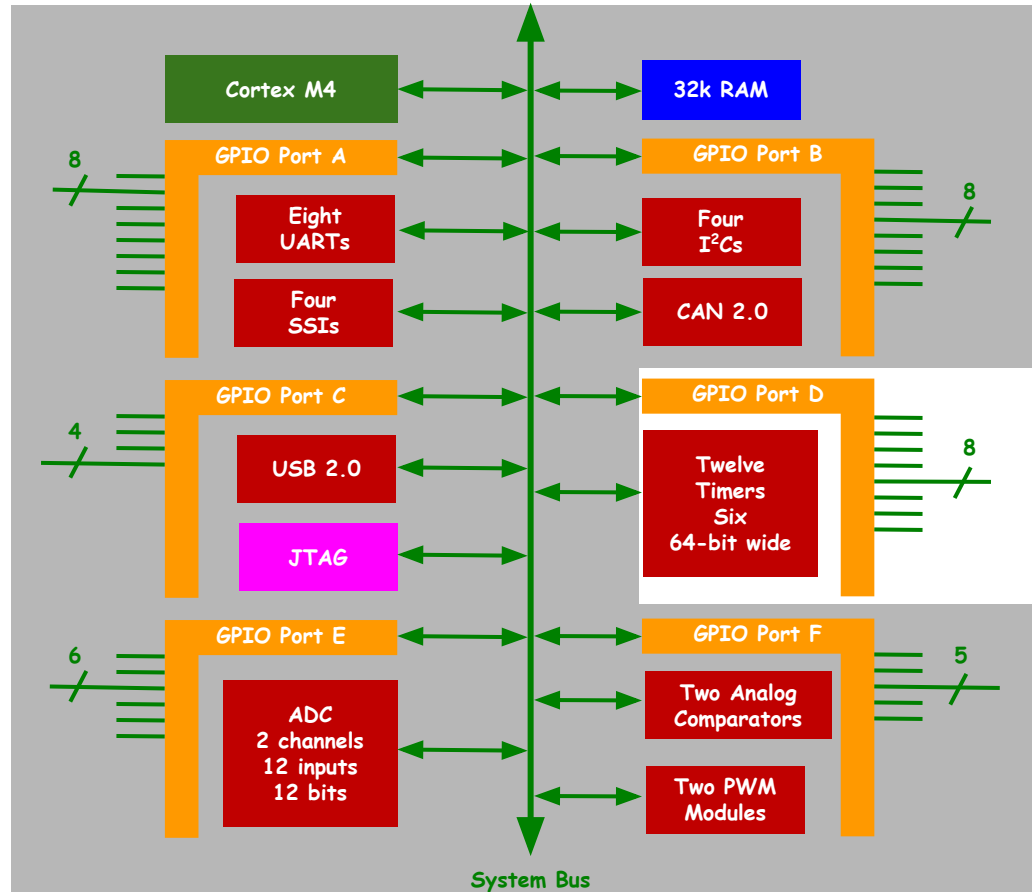 Cortex M4
32k RAM
8
GPIO Port A
GPIO Port B
8
Eight
UARTs
Four
I²Cs
Four
SSIs
CAN 2.0
4
GPIO Port C
GPIO Port D
8
USB 2.0
Twelve
Timers
Six
64-bit wide
JTAG
6
GPIO Port E
GPIO Port F
5
ADC
2 channels
12 inputs
12 bits
Two Analog
Comparators
Two PWM
Modules
System Bus